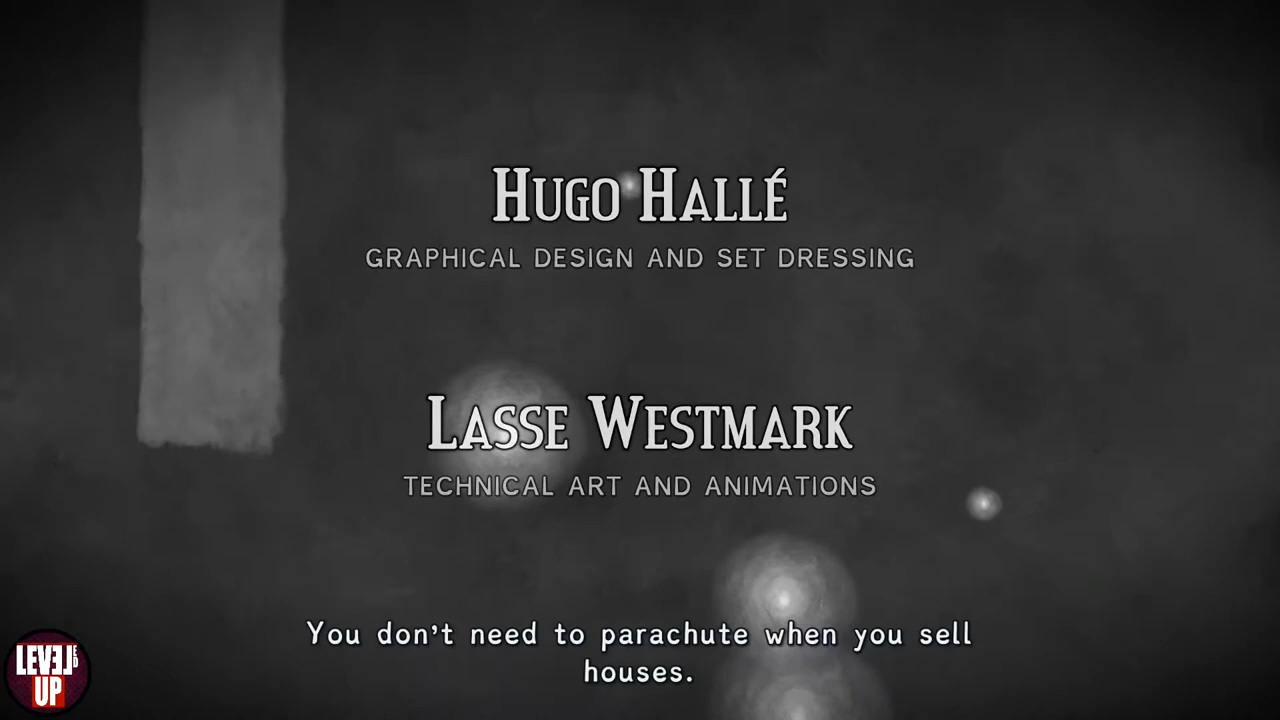 HUGO HALLÉ
GRAPHICAL DESIGN AND SET DRESSING
LASSE WESTMARK
TECHNICAL ART AND ANIMATIONS
You don't need to parachute when you sell
houses.
LEVEL
UP